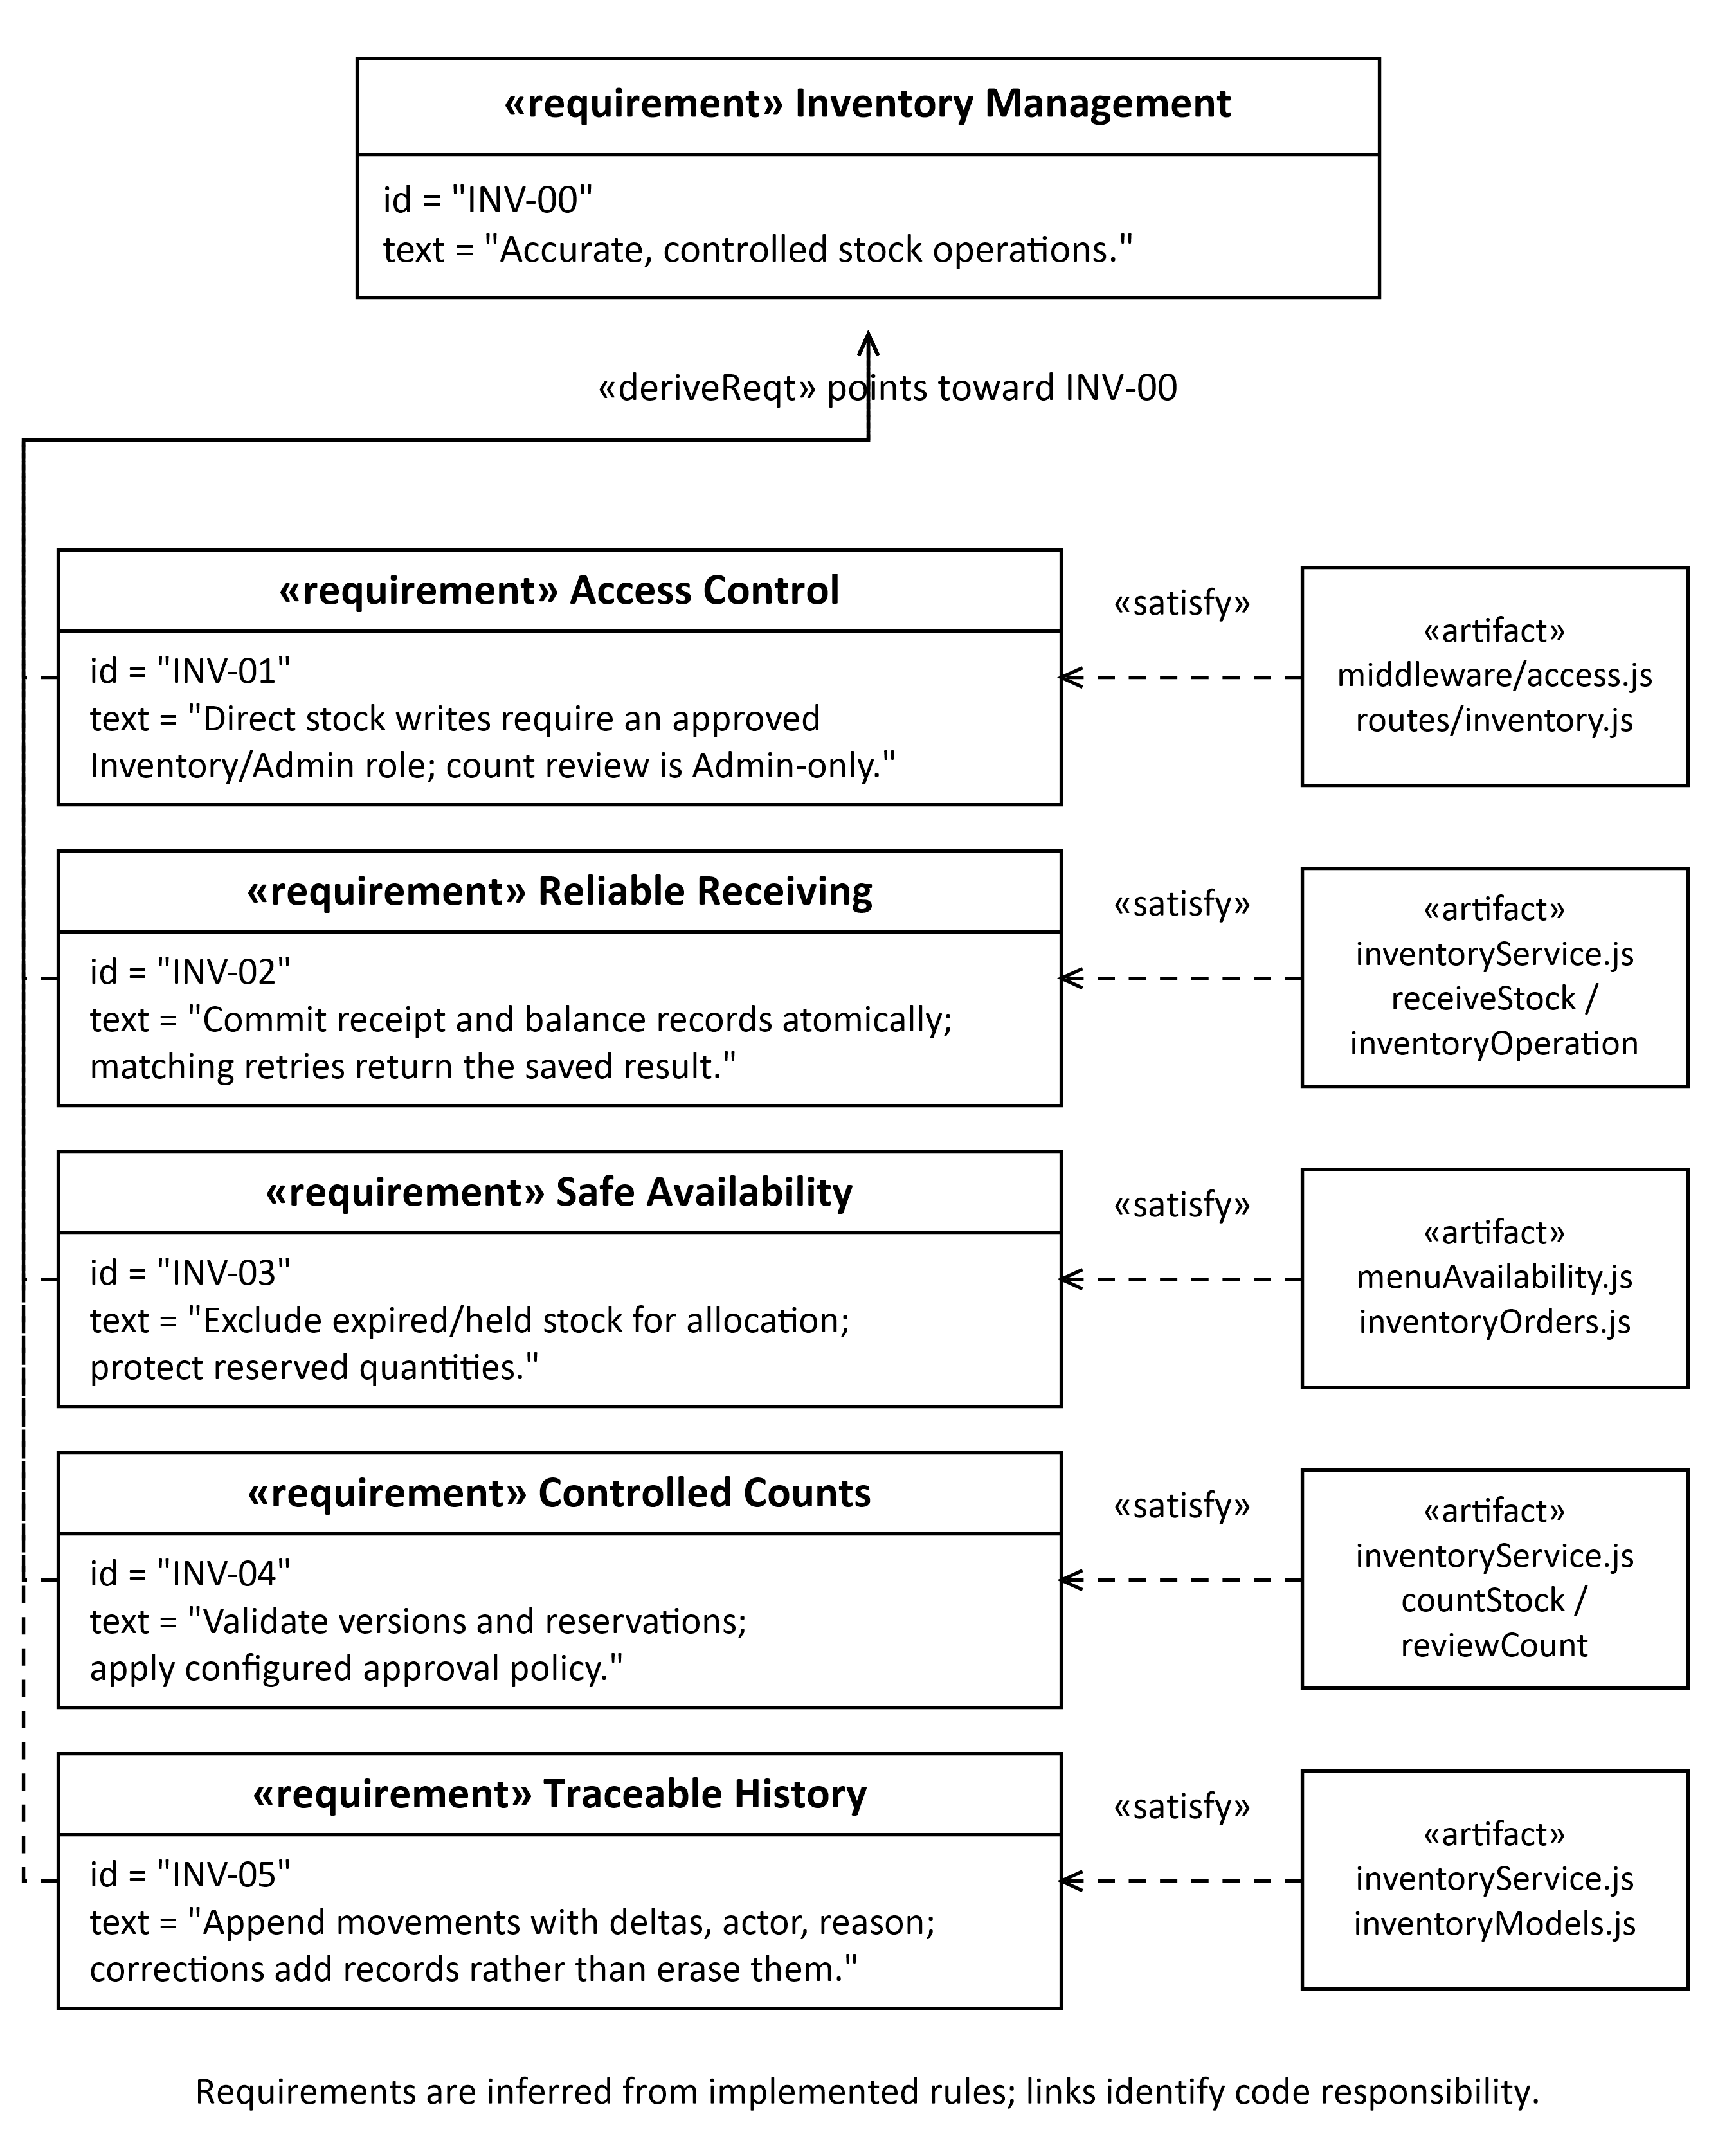 «requirement» Inventory Management
id = "INV-00"
text = "Accurate, controlled stock operations."
«deriveReqt» points toward INV-00
«requirement» Access Control
id = "INV-01"
text = "Direct stock writes require an approved
Inventory/Admin role; count review is Admin-only."
«satisfy»
«artifact»
middleware/access.js
routes/inventory.js
«requirement» Reliable Receiving
id = "INV-02"
text = "Commit receipt and balance records atomically;
matching retries return the saved result."
«satisfy»
«artifact»
inventoryService.js
receiveStock /
inventoryOperation
«requirement» Safe Availability
id = "INV-03"
text = "Exclude expired/held stock for allocation;
protect reserved quantities."
«satisfy»
«artifact»
menuAvailability.js
inventoryOrders.js
«requirement» Controlled Counts
id = "INV-04"
text = "Validate versions and reservations;
apply configured approval policy."
«satisfy»
«artifact»
inventoryService.js
countStock /
reviewCount
«requirement» Traceable History
id = "INV-05"
text = "Append movements with deltas, actor, reason;
corrections add records rather than erase them."
«satisfy»
«artifact»
inventoryService.js
inventoryModels.js
Requirements are inferred from implemented rules; links identify code responsibility.